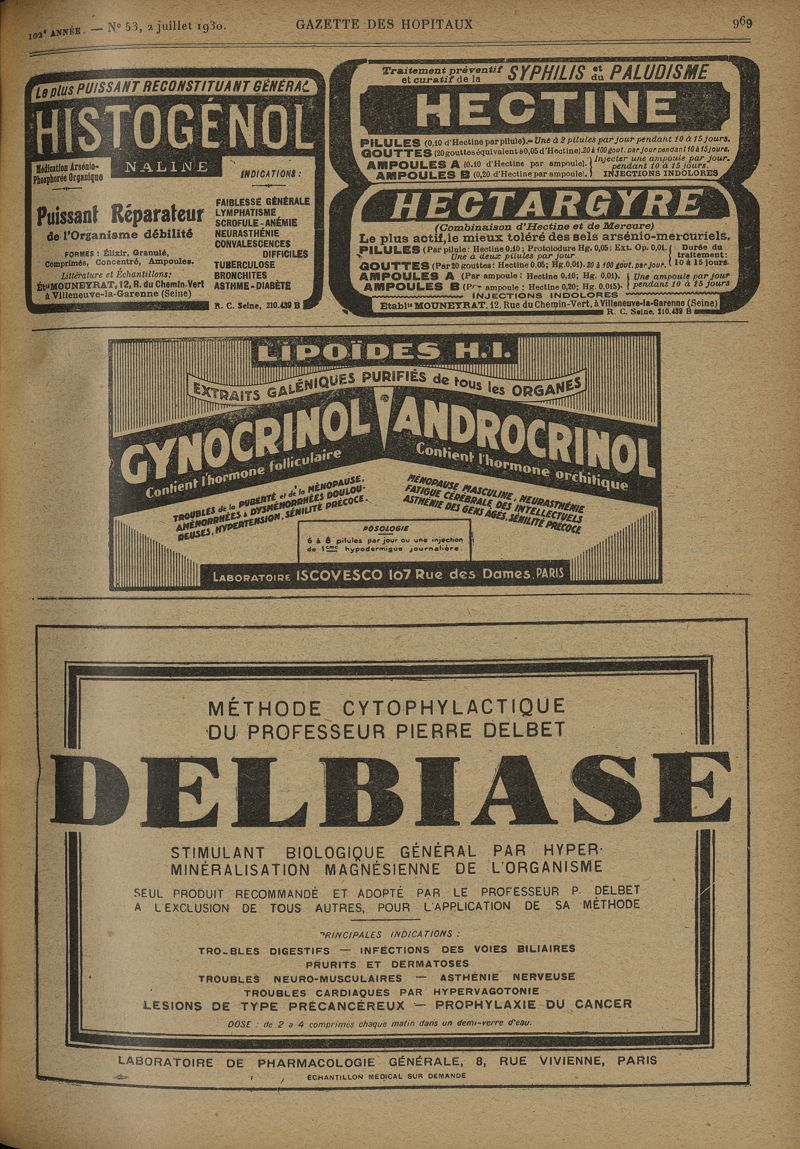 102e ANNÉE. — N° 53, 2 juillet 1930.
GAZETTE DES HOPITAUX
969
Le plus PUISSANT RECONSTITUANT GÉNÉRAL
HISTOGÉNOL
Médication Arsénio-
Phosphorée Organique
NALINE
INDICATIONS :
Puissant Réparateur
de l'Organisme débilité
FORMES : Élixir, Granulé,
Comprimés, Concentré, Ampoules.
Littérature et Échantillons:
Éts MOUNEYRAT, 12, R. du Chemin-Vert
à Villeneuve-la-Garenne (Seine)
FAIBLESSE GÉNÉRALE
LYMPHATISME
SCROFULE - ANÉMIE
NEURASTHÉNIE
CONVALESCENCES
DIFFICILES
TUBERCULOSE
BRONCHITES
ASTHME - DIABÈTE
R. C. Seine, 210.439 B
Traitement préventif et curatif de la SYPHILIS et du PALUDISME
HECTINE
PILULES (0,10 d'Hectine par pilule).- Une à 2 pilules par jour pendant 10 à 15 jours.
GOUTTES (20 gouttes équivalent à 0,05 d'Hectine). 20 à 100 gout. par jour pendant 10 à 15 jours.
AMPOULES A (0,10 d'Hectine par ampoule). Injecter une ampoule par jour.
pendant 10 à 15 jours.
AMPOULES B (0,20 d'Hectine par ampoule). INJECTIONS INDOLORES
HECTARGYRE
(Combinaison d'Hectine et de Mercure)
Le plus actif, le mieux toléré des sels arsénio-mercuriels.
PILULES (Par pilule: Hectine 0,10; Protoiodure Hg. 0,05; Ext. Op. 0,01.
Une à deux pilules par jour
GOUTTES (Par 20 gouttes: Hectine 0,05; Hg. 0,01). 20 à 100 gout. par jour.
Durée du
traitement:
10 à 15 jours.
AMPOULES A (Par ampoule : Hectine 0,10; Hg. 0,01).
AMPOULES B (Par ampoule : Hectine 0,20; Hg. 0,015).
Une ampoule par jour
pendant 10 à 15 jours
INJECTIONS INDOLORES
Établts MOUNEYRAT, 12, Rue du Chemin-Vert, à Villeneuve-la-Garenne (Seine)
R. C. Seine, 210.439 B
LIPOÏDES H.I.
EXTRAITS GALÉNIQUES PURIFIÉS de tous les ORGANES
GYNOCRINOL
Contient l'hormone folliculaire
ANDROCRINOL
Contient l'hormone orchitique
TROUBLES de la PUBERTÉ et de la MÉNOPAUSE.
AMÉNORRHÉES & DYSMÉNORRHÉES DOULOU-
REUSES, HYPERTENSION, SÉNILITÉ PRÉCOCE.
MÉNOPAUSE MASCULINE, NEURASTHÉNIE
FATIGUE CÉRÉBRALE DES INTELLECTUELS
ASTHÉNIE DES GENS AGÉS, SÉNILITÉ PRÉCOCE
POSOLOGIE
6 à 8 pilules par jour ou une injection
de 1cmc hypodermique journalière.
LABORATOIRE ISCOVESCO 107 Rue des Dames, PARIS
MÉTHODE CYTOPHYLACTIQUE
DU PROFESSEUR PIERRE DELBET
DELBIASE
STIMULANT BIOLOGIQUE GÉNÉRAL PAR HYPER-
MINÉRALISATION MAGNÉSIENNE DE L'ORGANISME
SEUL PRODUIT RECOMMANDÉ ET ADOPTÉ PAR LE PROFESSEUR P. DELBET
A L'EXCLUSION DE TOUS AUTRES, POUR L'APPLICATION DE SA MÉTHODE
PRINCIPALES INDICATIONS :
TROUBLES DIGESTIFS — INFECTIONS DES VOIES BILIAIRES
PRURITS ET DERMATOSES
TROUBLES NEURO-MUSCULAIRES — ASTHÉNIE NERVEUSE
TROUBLES CARDIAQUES PAR HYPERVAGOTONIE
LESIONS DE TYPE PRÉCANCÉREUX — PROPHYLAXIE DU CANCER
DOSE : de 2 a 4 comprimés chaque matin dans un demi-verre d'eau.
LABORATOIRE DE PHARMACOLOGIE GÉNÉRALE, 8, RUE VIVIENNE, PARIS
ÉCHANTILLON MÉDICAL SUR DEMANDE